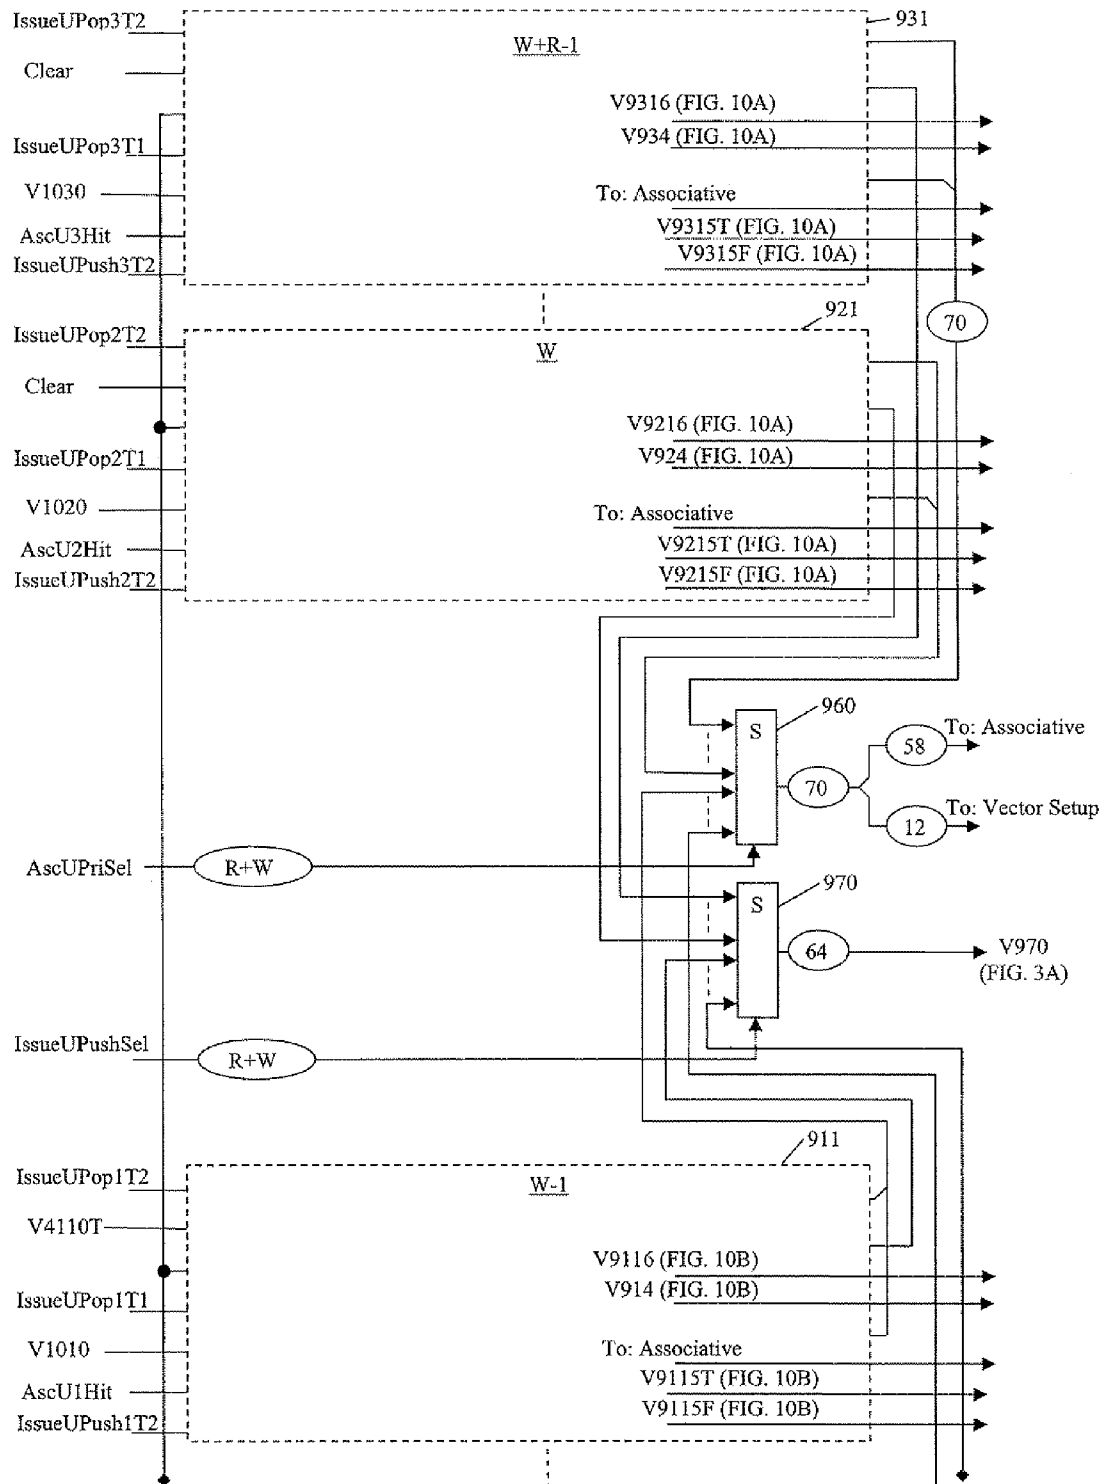 IssueUPop3T2
931
W+R-1
Clear
V9316 (FIG. 10A)
V934 (FIG. 10A)
IssueUPop3T1
V1030
To: Associative
AscU3Hit
V9315T (FIG. 10A)
IssueUPush3T2
V9315F (FIG. 10A)
921
70
IssueUPop2T2
W
Clear
V9216 (FIG. 10A)
IssueUPop2T1
V924 (FIG. 10A)
V1020
To: Associative
AscU2Hit
V9215T (FIG. 10A)
IssueUPush2T2
V9215F (FIG. 10A)
960
S
To: Associative
58
70
To: Vector Setup
12
AscUPriSel
R+W
970
S
64
V970
(FIG. 3A)
IssueUPushSel
R+W
911
IssueUPop1T2
W-1
V4110T
V9116 (FIG. 10B)
V914 (FIG. 10B)
IssueUPop1T1
V1010
To: Associative
V9115T (FIG. 10B)
AscU1Hit
V9115F (FIG. 10B)
IssueUPush1T2